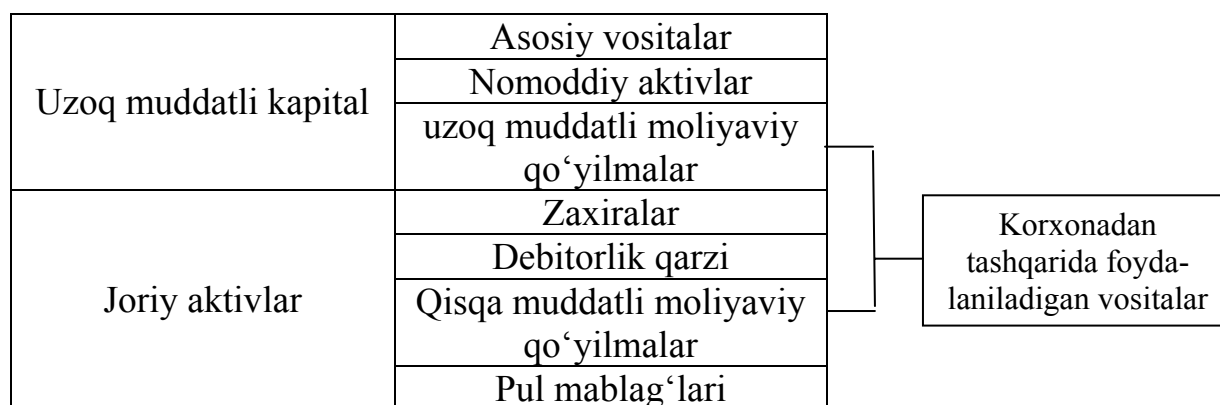 Uzoq muddatli kapital
Asosiy vositalar
Nomoddiy aktivlar
uzoq muddatli moliyaviy
qo‘yilmalar
Joriy aktivlar
Zaxiralar
Debitorlik qarzi
Qisqa muddatli moliyaviy
qo‘yilmalar
Pul mablag‘lari
Korxonadan
tashqarida foyda-
laniladigan vositalar